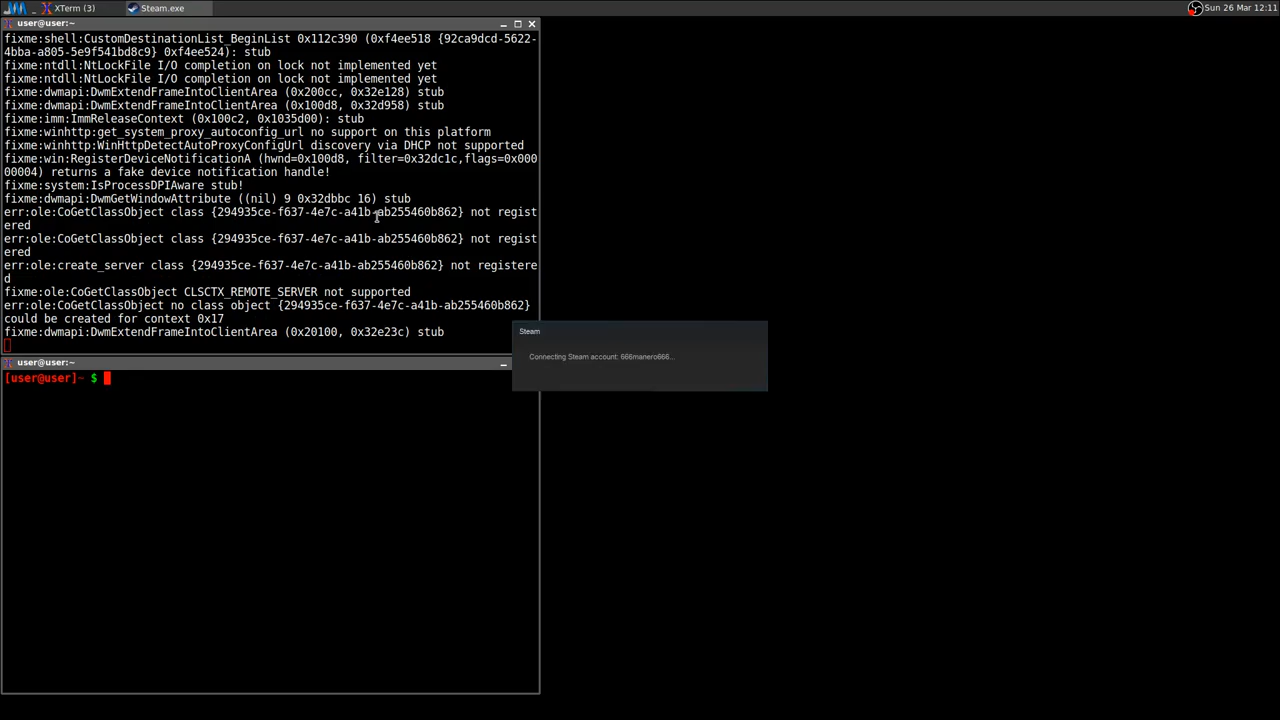 _ XTerm (3) Steam.exe Sun 26 Mar 12:11
user@user:~
fixme:shell:CustomDestinationList_BeginList 0x112c390 (0xf4ee518 {92ca9dcd-5622-
4bba-a805-5e9f541bd8c9} 0xf4ee524): stub
fixme:ntdll:NtLockFile I/O completion on lock not implemented yet
fixme:ntdll:NtLockFile I/O completion on lock not implemented yet
fixme:dwmapi:DwmExtendFrameIntoClientArea (0x200cc, 0x32e128) stub
fixme:dwmapi:DwmExtendFrameIntoClientArea (0x100d8, 0x32d958) stub
fixme:imm:ImmReleaseContext (0x100c2, 0x1035d00): stub
fixme:winhttp:get_system_proxy_autoconfig_url no support on this platform
fixme:winhttp:WinHttpDetectAutoProxyConfigUrl discovery via DHCP not supported
fixme:win:RegisterDeviceNotificationA (hwnd=0x100d8, filter=0x32dc1c,flags=0x000
00004) returns a fake device notification handle!
fixme:system:IsProcessDPIAware stub!
fixme:dwmapi:DwmGetWindowAttribute ((nil) 9 0x32dbbc 16) stub
err:ole:CoGetClassObject class {294935ce-f637-4e7c-a41b-ab255460b862} not regist
ered
err:ole:CoGetClassObject class {294935ce-f637-4e7c-a41b-ab255460b862} not regist
ered
err:ole:create_server class {294935ce-f637-4e7c-a41b-ab255460b862} not registere
d
fixme:ole:CoGetClassObject CLSCTX_REMOTE_SERVER not supported
err:ole:CoGetClassObject no class object {294935ce-f637-4e7c-a41b-ab255460b862}
could be created for context 0x17
fixme:dwmapi:DwmExtendFrameIntoClientArea (0x20100, 0x32e23c) stub
Steam
Connecting Steam account: 666manero666...
user@user:~
[user@user]~ $